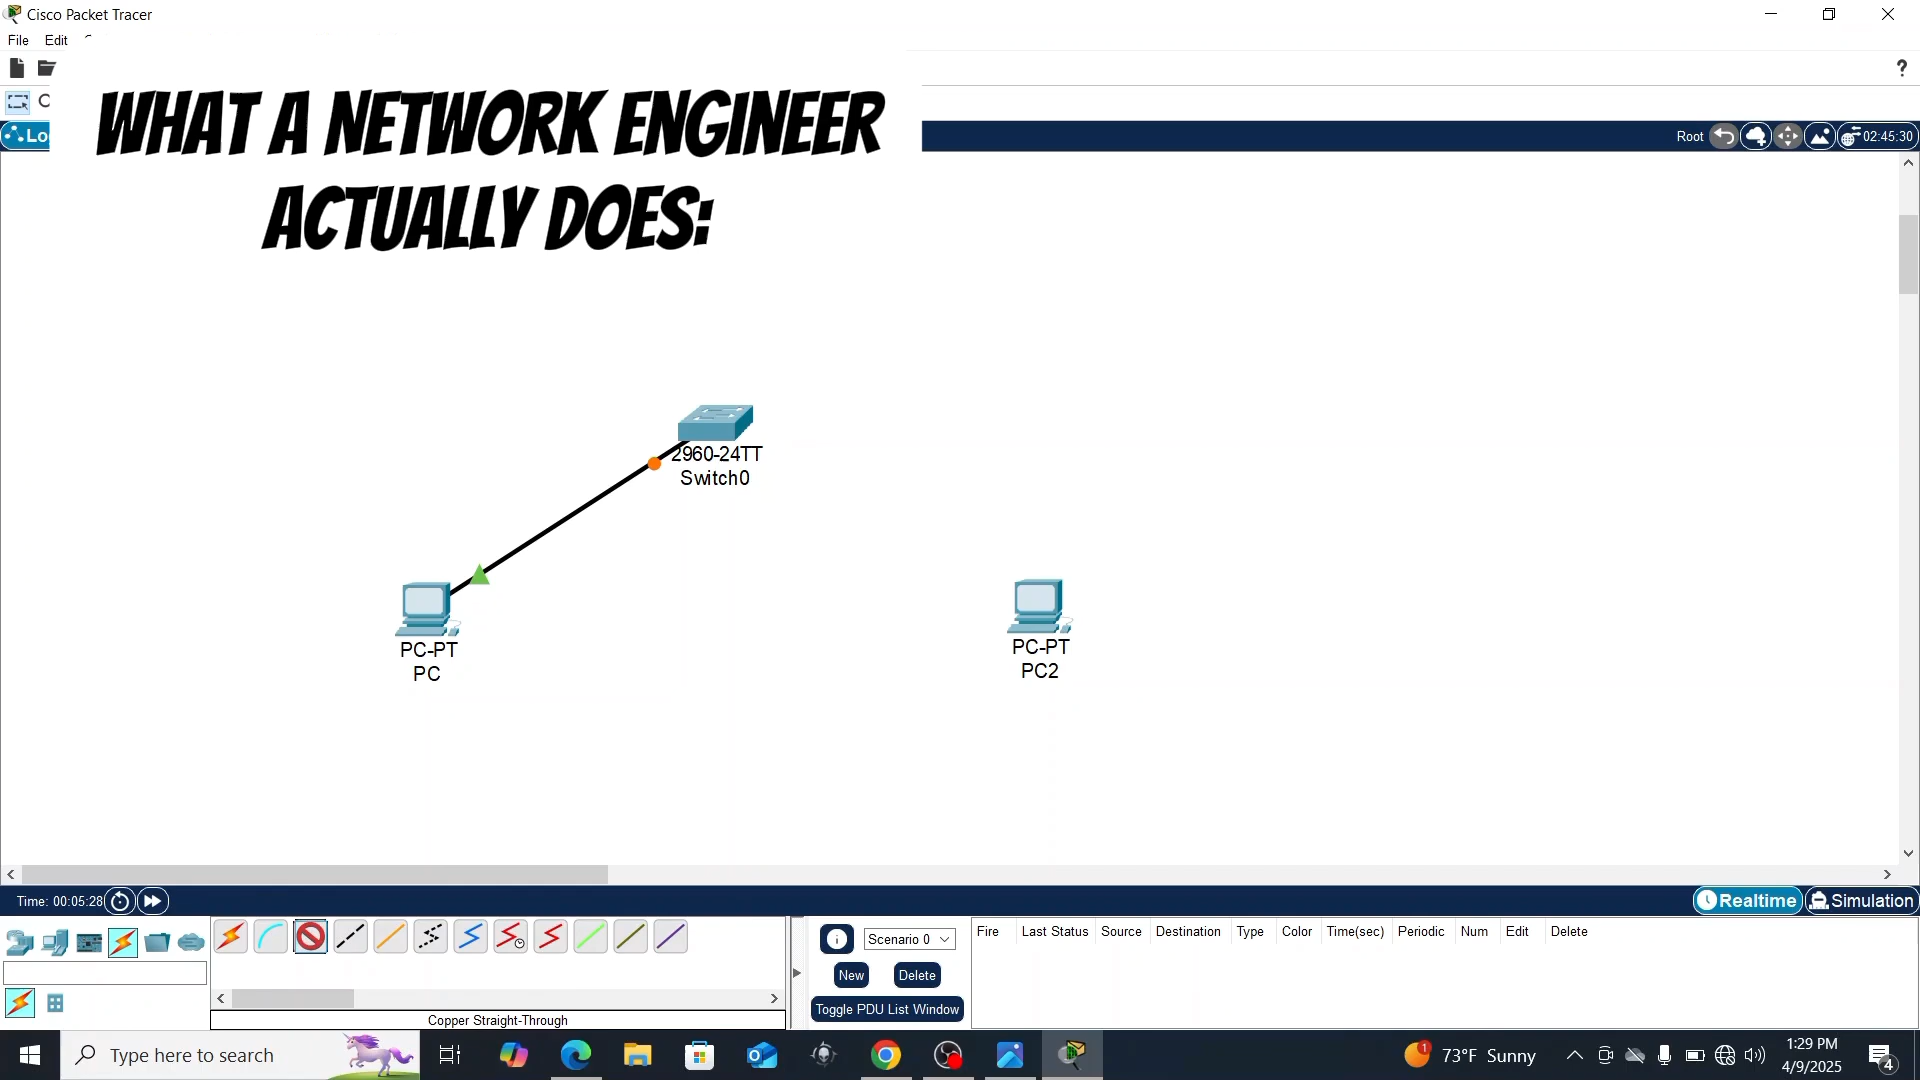 Cisco Packet Tracer
File Edit
WHAT A NETWORK ENGINEER
ACTUALLY DOES:
Lo
Root
02:45:30
2960-24TT
Switch0
PC-PT
PC
PC-PT
PC2
Time: 00:05:28
Realtime
Simulation
Scenario 0
New
Delete
Toggle PDU List Window
Fire Last Status Source Destination Type Color Time(sec) Periodic Num Edit Delete
Copper Straight-Through
Type here to search
73°F Sunny
1:29 PM
4/9/2025
4